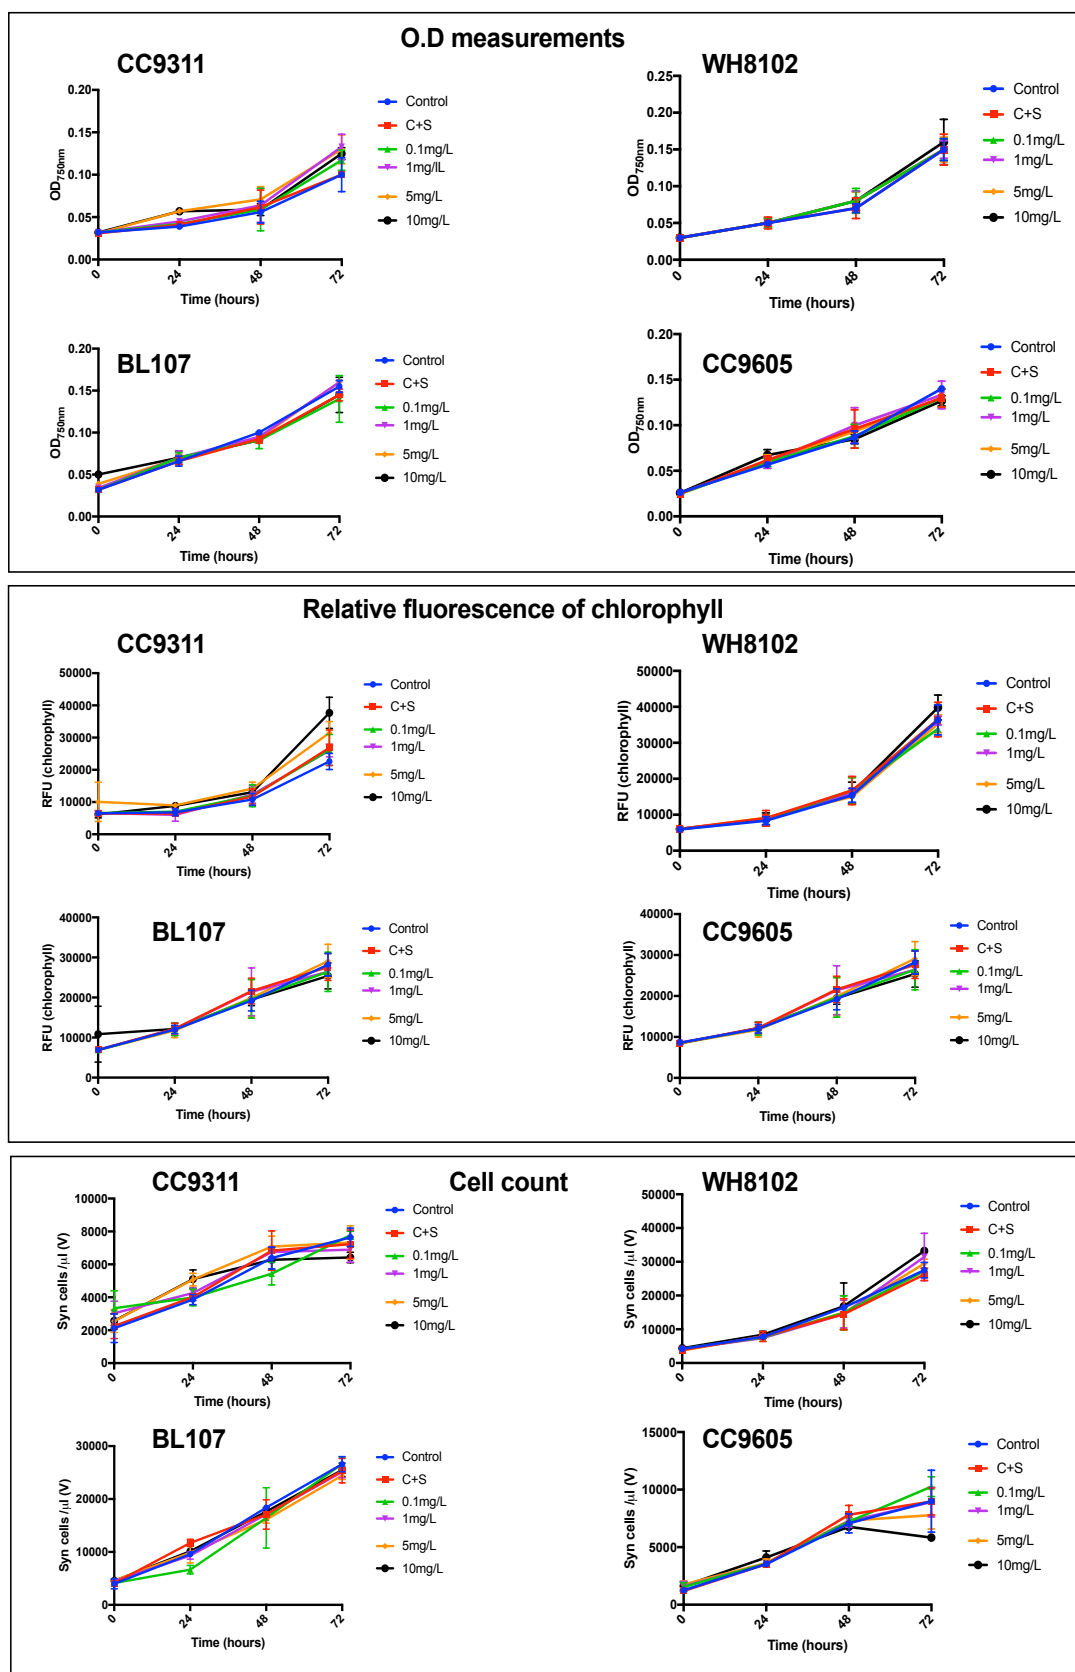 O.D measurements
CC9311
0.20
0.15
0.10
0.05
0.00
OD750nm
0
24
48
72
Time (hours)
Control
C+S
0.1mg/L
1mg/lL
5mg/L
10mg/L
WH8102
0.25
0.20
0.15
0.10
0.05
0.00
OD750nm
0
24
48
72
Time (hours)
Control
C+S
0.1mg/L
1mg/L
5mg/L
10mg/L
BL107
0.20
0.15
0.10
0.05
0.00
OD750nm
0
24
48
72
Time (hours)
Control
C+S
0.1mg/L
1mg/L
5mg/L
10mg/L
CC9605
0.20
0.15
0.10
0.05
0.00
OD750nm
0
24
48
72
Time (hours)
Control
C+S
0.1mg/L
1mg/L
5mg/L
10mg/L
Relative fluorescence of chlorophyll
CC9311
50000
40000
30000
20000
10000
0
RFU (chlorophyll)
0
24
48
72
Time (hours)
Control
C+S
0.1mg/L
1mg/L
5mg/L
10mg/L
WH8102
50000
40000
30000
20000
10000
0
RFU (chlorophyll)
0
24
48
72
Time (hours)
Control
C+S
0.1mg/L
1mg/L
5mg/L
10mg/L
BL107
40000
30000
20000
10000
0
RFU (chlorophyll)
0
24
48
72
Time (hours)
Control
C+S
0.1mg/L
1mg/L
5mg/L
10mg/L
CC9605
40000
30000
20000
10000
0
RFU (chlorophyll)
0
24
48
72
Time (hours)
Control
C+S
0.1mg/L
1mg/L
5mg/L
10mg/L
Cell count
CC9311
10000
8000
6000
4000
2000
0
Syn cells /µl (V)
0
24
48
72
Time (hours)
Control
C+S
0.1mg/L
1mg/L
5mg/L
10mg/L
WH8102
50000
40000
30000
20000
10000
0
Syn cells /µl (V)
0
24
48
72
Time (hours)
Control
C+S
0.1mg/L
1mg/L
5mg/L
10mg/L
BL107
30000
20000
10000
0
Syn cells /µl (V)
0
24
48
72
Time (hours)
Control
C+S
0.1mg/L
1mg/L
5mg/L
10mg/L
CC9605
15000
10000
5000
0
Syn cells /µl (V)
0
24
48
72
Time (hours)
Control
C+S
0.1mg/L
1mg/L
5mg/L
10mg/L